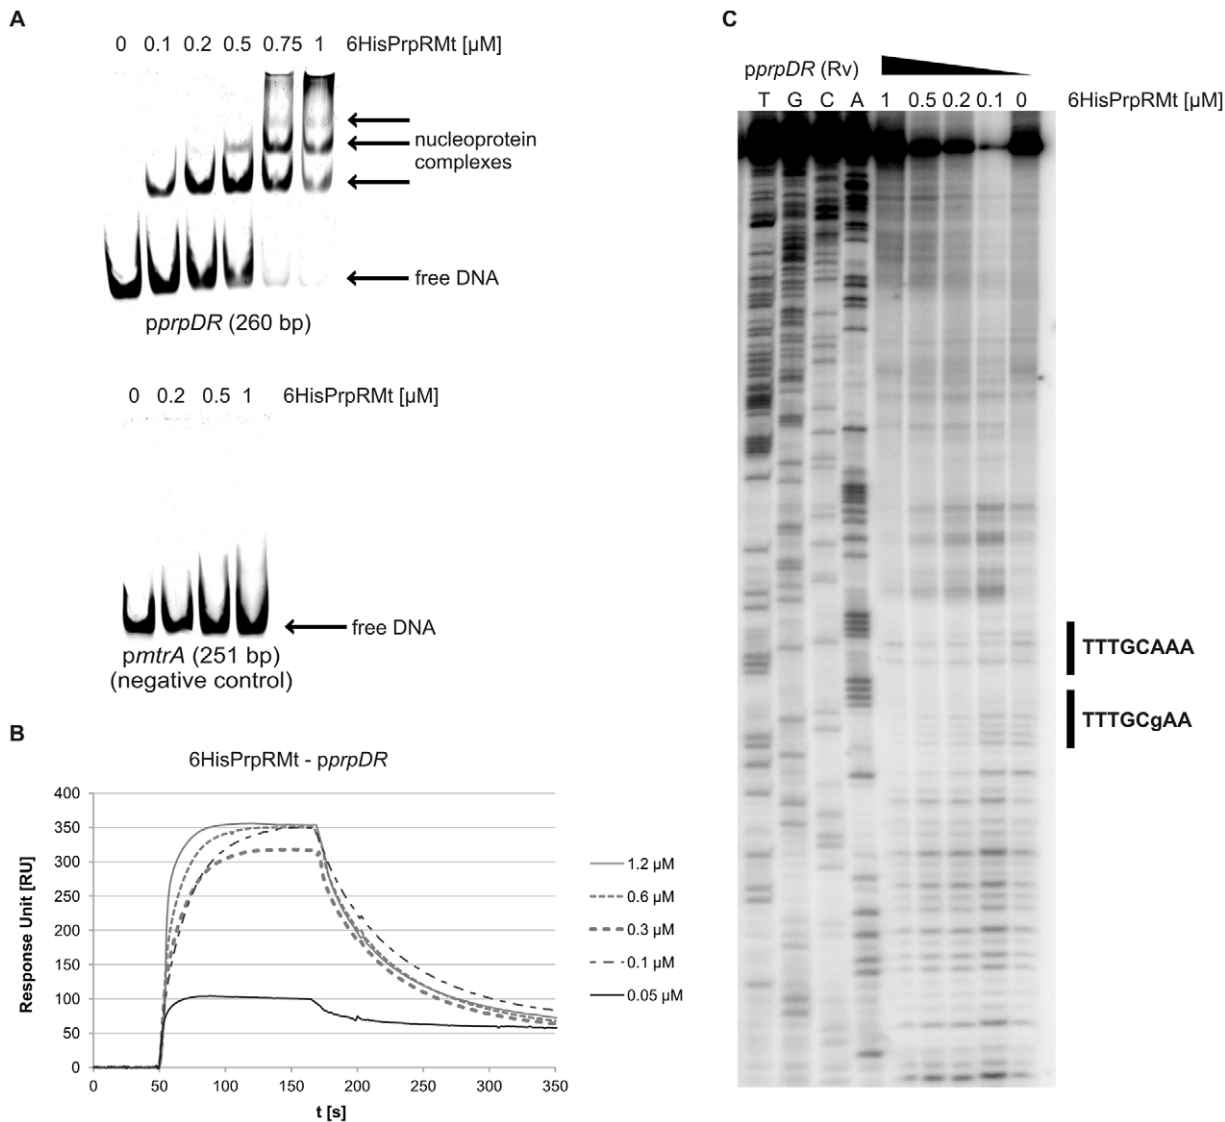 A
0 0.1 0.2 0.5 0.75 1 6HisPrpRMt [µM]
nucleoprotein
complexes
free DNA
pprpDR (260 bp)
0 0.2 0.5 1 6HisPrpRMt [µM]
free DNA
pmtrA (251 bp)
(negative control)
B
6HisPrpRMt - pprpDR
Response Unit [RU]
400
350
300
250
200
150
100
50
0
0 50 100 150 200 250 300 350
t [s]
1.2 µM
0.6 µM
0.3 µM
0.1 µM
0.05 µM
C
pprpDR (Rv)
T G C A 1 0.5 0.2 0.1 0 6HisPrpRMt [µM]
TTTGCAAA
TTTGCgAA